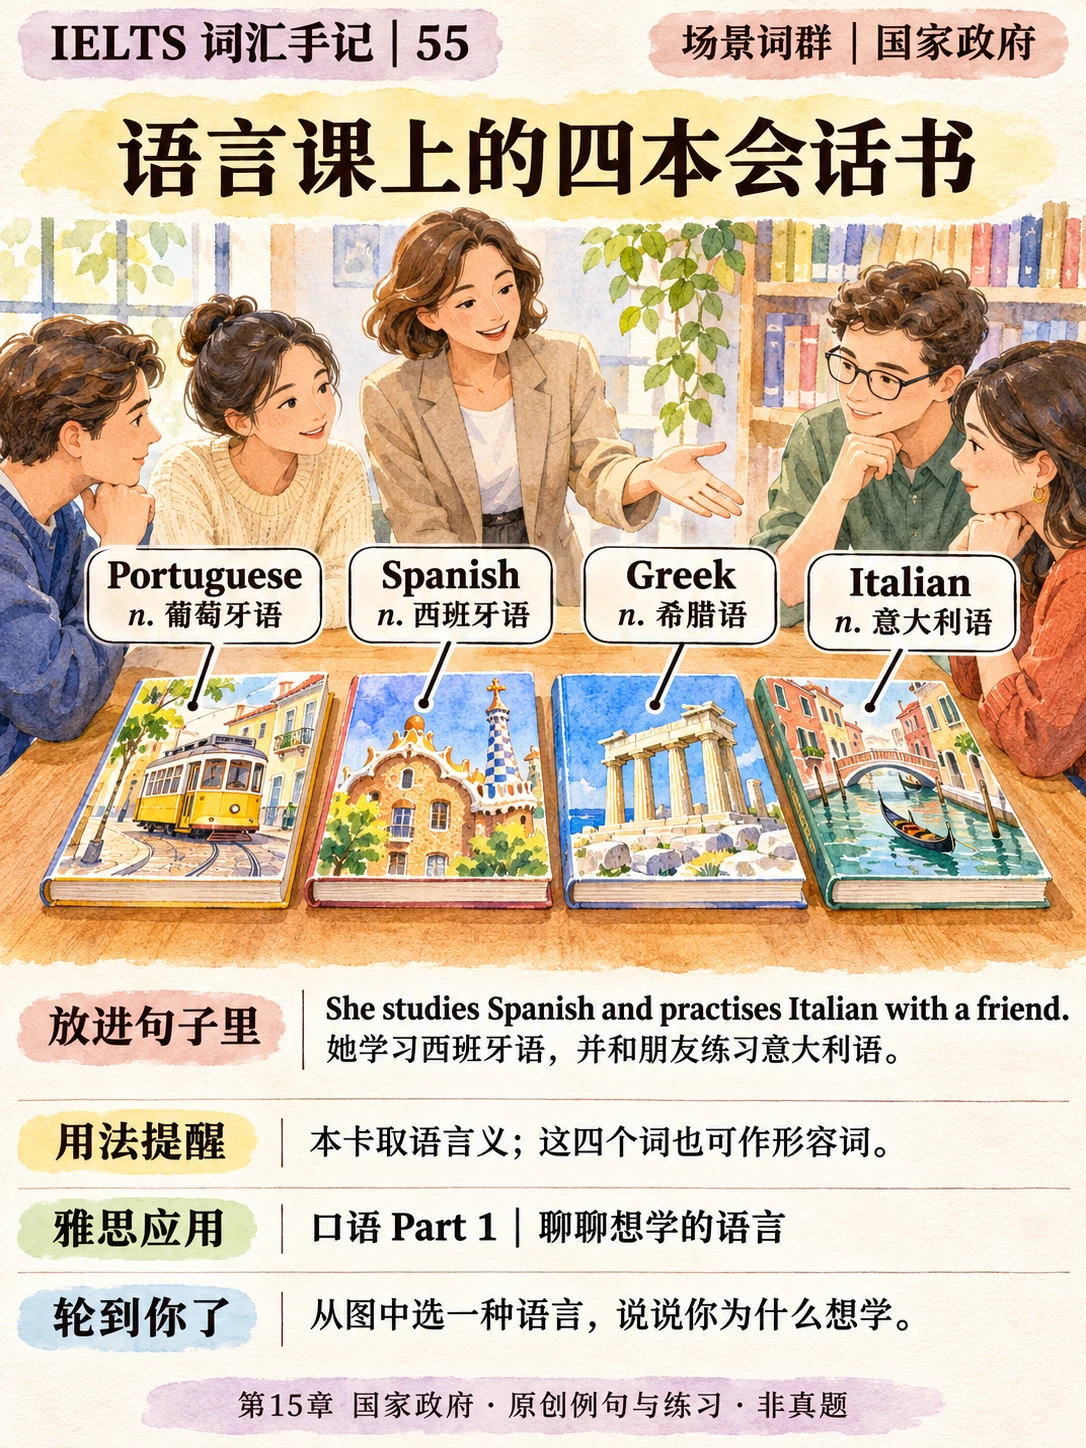 IELTS 词汇手记 | 55
场景词群 | 国家政府
语言课上的四本会话书
Portuguese
n. 葡萄牙语
Spanish
n. 西班牙语
Greek
n. 希腊语
Italian
n. 意大利语
放进句子里
She studies Spanish and practises Italian with a friend.
她学习西班牙语，并和朋友练习意大利语。
用法提醒
本卡取语言义；这四个词也可作形容词。
雅思应用
口语 Part 1 | 聊聊想学的语言
轮到你了
从图中选一种语言，说说你为什么想学。
第15章 国家政府 · 原创例句与练习 · 非真题